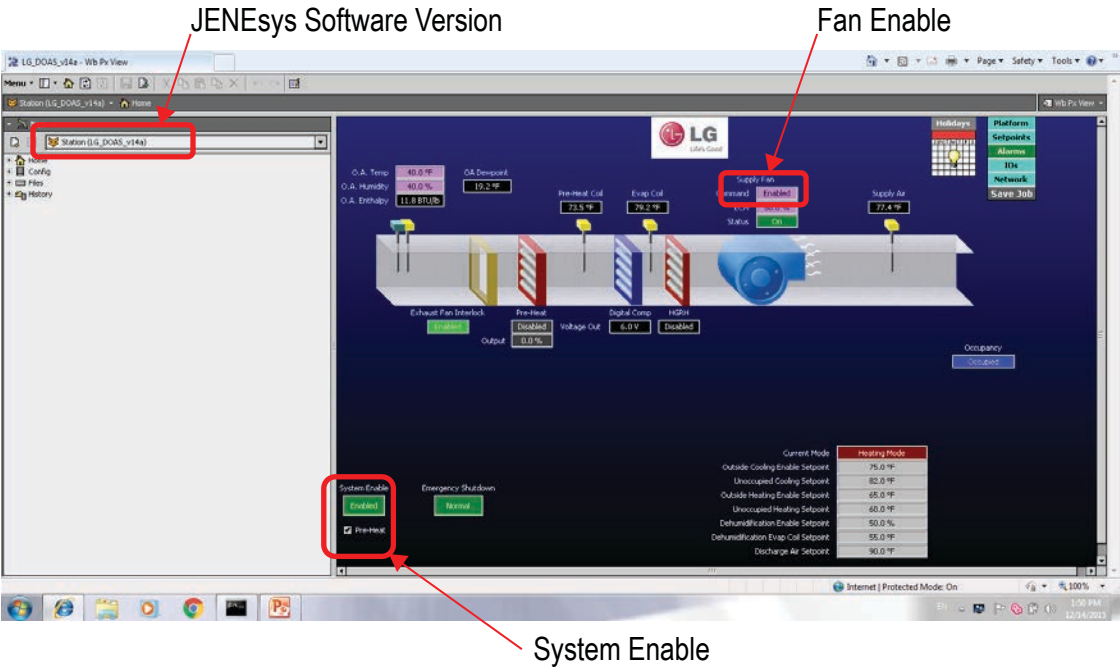 JENEsys Software Version
Fan Enable
LG_DOAS_v14a - Wb Px View
Page Safety Tools
Menu
Station (LG_DOAS_v14a) Home
Wb Px View
Station (LG_DOAS_v14a)
Home
Config
Files
History
LG
Life's Good
Holidays
Platform
Setpoints
Alarms
IOs
Network
Save Job
O.A. Temp 40.0 °F
O.A. Humidity 40.0 %
O.A. Enthalpy 11.8 BTU/lb
OA Dewpoint
19.2 °F
Pre-Heat Coil
73.5 °F
Evap Coil
79.2 °F
Supply Fan
Command Enabled
Status On
Supply Air
77.4 °F
Exhaust Fan Interlock
Enabled
Pre-Heat
Disabled
Output 0.0 %
Digital Comp
Voltage Out 6.0 V
HGRH
Disabled
Occupancy
Occupied
Current Mode Heating Mode
Outside Cooling Enable Setpoint 75.0 °F
Unoccupied Cooling Setpoint 82.0 °F
Outside Heating Enable Setpoint 65.0 °F
Unoccupied Heating Setpoint 60.0 °F
Dehumidification Enable Setpoint 50.0 %
Dehumidification Evap Coil Setpoint 55.0 °F
Discharge Air Setpoint 90.0 °F
System Enable
Enabled
Pre-Heat
Emergency Shutdown
Normal
Internet | Protected Mode: On
100%
EN
1:50 PM
12/14/2015
System Enable